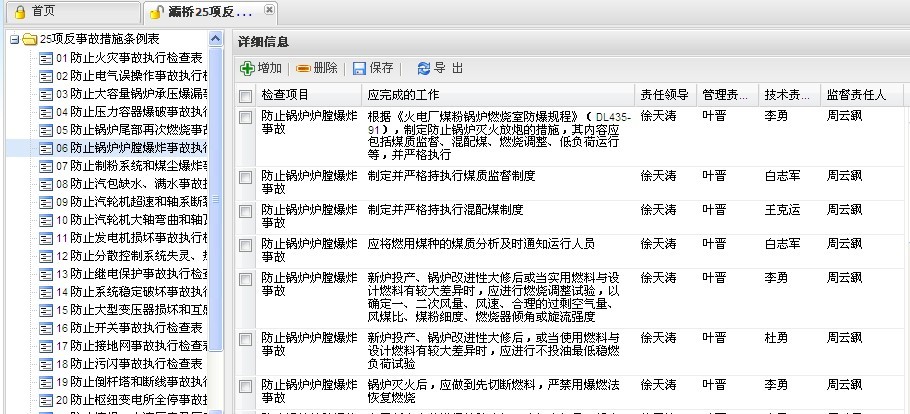 首页
灞桥25项反...
25项反事故措施条例表
01 防止火灾事故执行检查表
02 防止电气误操作事故执行
03 防止大容量锅炉承压爆漏
04 防止压力容器爆破事故执行
05 防止锅炉尾部再次燃烧事
06 防止锅炉炉膛爆炸事故执行
07 防止制粉系统和煤尘爆炸
08 防止汽包缺水、满水事故
09 防止汽轮机超速和轴系断
10 防止汽轮机大轴弯曲和轴
11 防止发电机损坏事故执行
12 防止分散控制系统失灵、
13 防止继电保护事故执行检查
14 防止系统稳定破坏事故执行
15 防止大型变压器损坏和互
16 防止开关事故执行检查表
17 防止接地网事故执行检查
18 防止污闪事故执行检查表
19 防止倒杆塔和断线事故执行
20 防止枢纽变电所全停事故
详细信息
增加 删除 保存 导 出
检查项目 应完成的工作 责任领导 管理责... 技术责... 监督责任人
防止锅炉炉膛爆炸 根据《火电厂煤粉锅炉燃烧室防爆规程》（DL435- 徐天涛 叶晋 李勇
事故 91），制定防止锅炉灭火放炮的措施，其内容应
包括煤质监督、混配煤、燃烧调整、低负荷运行
等，并严格执行
防止锅炉炉膛爆炸 制定并严格持执行煤质监督制度 徐天涛 叶晋 白志军
事故
防止锅炉炉膛爆炸 制定并严格持执行混配煤制度 徐天涛 叶晋 王克运
事故
防止锅炉炉膛爆炸 应将燃用煤种的煤质分析及时通知运行人员 徐天涛 叶晋 白志军
事故
防止锅炉炉膛爆炸 新炉投产、锅炉改进性大修后或当实用燃料与设 徐天涛 叶晋 李勇
事故 计燃料有较大差异时，应进行燃烧调整试验，以
确定一、二次风量、风速、合理的过剩空气量、
风煤比、煤粉细度、燃烧器倾角或旋流强度
防止锅炉炉膛爆炸 新炉投产、锅炉改进性大修后，或当使用燃料与 徐天涛 叶晋 杜勇
事故 设计燃料有较大差异时，应进行不投油最低稳燃
负荷试验
防止锅炉炉膛爆炸 锅炉灭火后，应做到先切断燃料，严禁用爆燃法 徐天涛 叶晋 李勇
事故 恢复燃烧